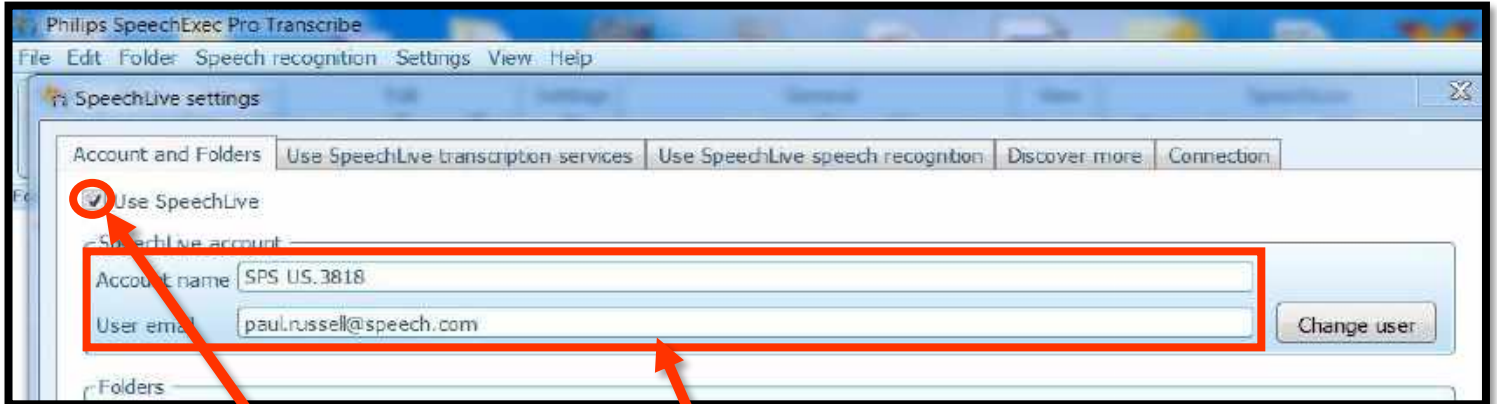 Philips SpeechExec Pro Transcribe
File Edit Folder Speech recognition Settings View Help
SpeechLive settings
Account and Folders Use SpeechLive transcription services Use SpeechLive speech recognition Discover more Connection
Use SpeechLive
SpeechLive account
Account name SPS US.3818
User email paul.russell@speech.com Change user
Folders